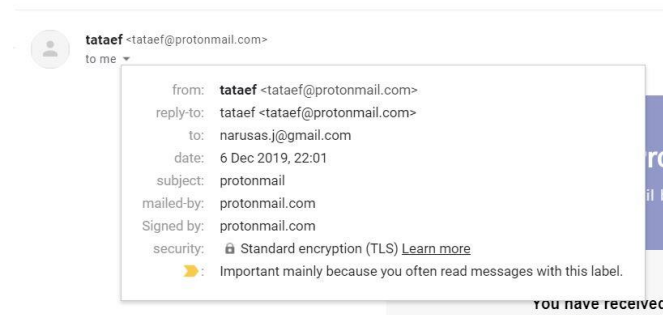 tataef <tataef@protonmail.com>
to me
from: tataef <tataef@protonmail.com>
reply-to: tataef <tataef@protonmail.com>
to: narusas.j@gmail.com
date: 6 Dec 2019, 22:01
subject: protonmail
mailed-by: protonmail.com
Signed by: protonmail.com
security: Standard encryption (TLS) Learn more
: Important mainly because you often read messages with this label.
You have received